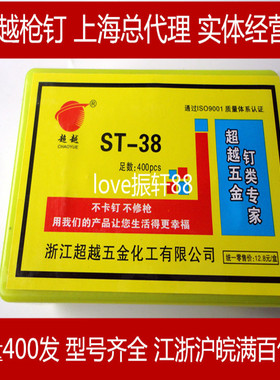 越枪钉 上海总代理 实体经营
超越
CHAOYUE
通过ISO9001质量体系认证
ST-38
足数:400pcs
love振轩88
超越五金
钉类专家
不卡钉 不修枪
用我们的产品让您生活得更幸福
浙江超越五金化工有限公司
统一零售价:12.8元/盒
400发 型号齐全 江浙沪皖满百